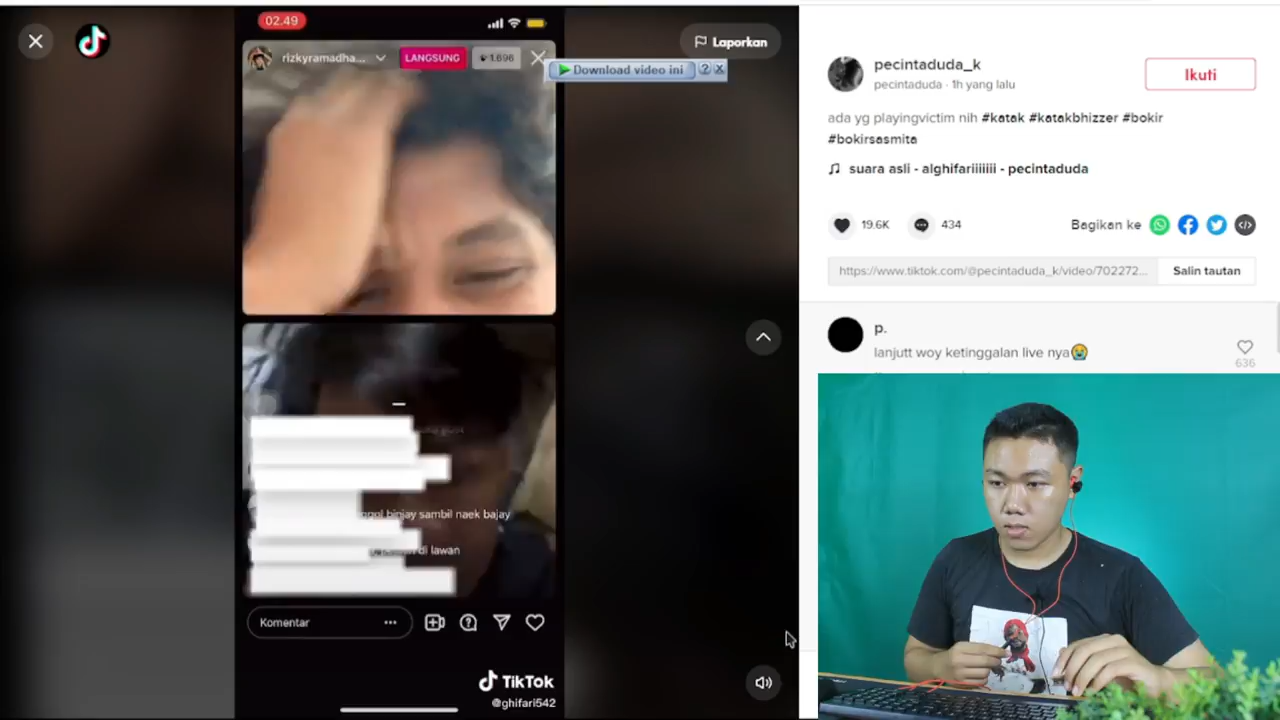 02.49
rizkyramadha...
LANGSUNG
1.696
Download video ini
Laporkan
binjay sambil naek bajay
di lawan
Komentar
TikTok
@ghifari542
pecintaduda_k
pecintaduda · 1h yang lalu
Ikuti
ada yg playingvictim nih #katak #katakbhizzer #bokir
#bokirsasmita
suara asli - alghifariiiiiii - pecintaduda
19.6K
434
Bagikan ke
https://www.tiktok.com/@pecintaduda_k/video/702272...
Salin tautan
p.
lanjutt woy ketinggalan live nya😭
636